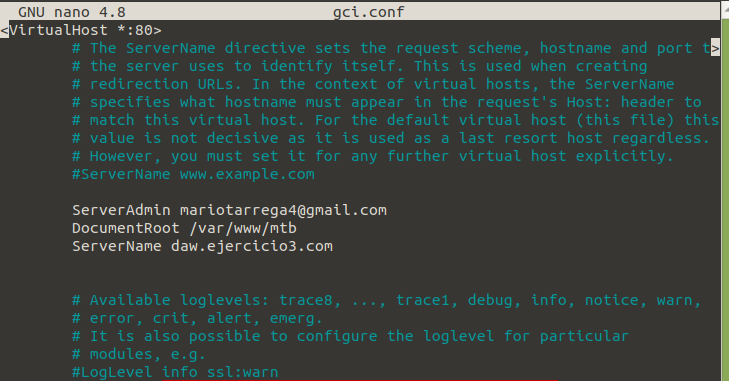 GNU nano 4.8 gci.conf
<VirtualHost *:80>
# The ServerName directive sets the request scheme, hostname and port t>
# the server uses to identify itself. This is used when creating
# redirection URLs. In the context of virtual hosts, the ServerName
# specifies what hostname must appear in the request's Host: header to
# match this virtual host. For the default virtual host (this file) this
# value is not decisive as it is used as a last resort host regardless.
# However, you must set it for any further virtual host explicitly.
#ServerName www.example.com
ServerAdmin mariotarrega4@gmail.com
DocumentRoot /var/www/mtb
ServerName daw.ejercicio3.com
# Available loglevels: trace8, ..., trace1, debug, info, notice, warn,
# error, crit, alert, emerg.
# It is also possible to configure the loglevel for particular
# modules, e.g.
#LogLevel info ssl:warn